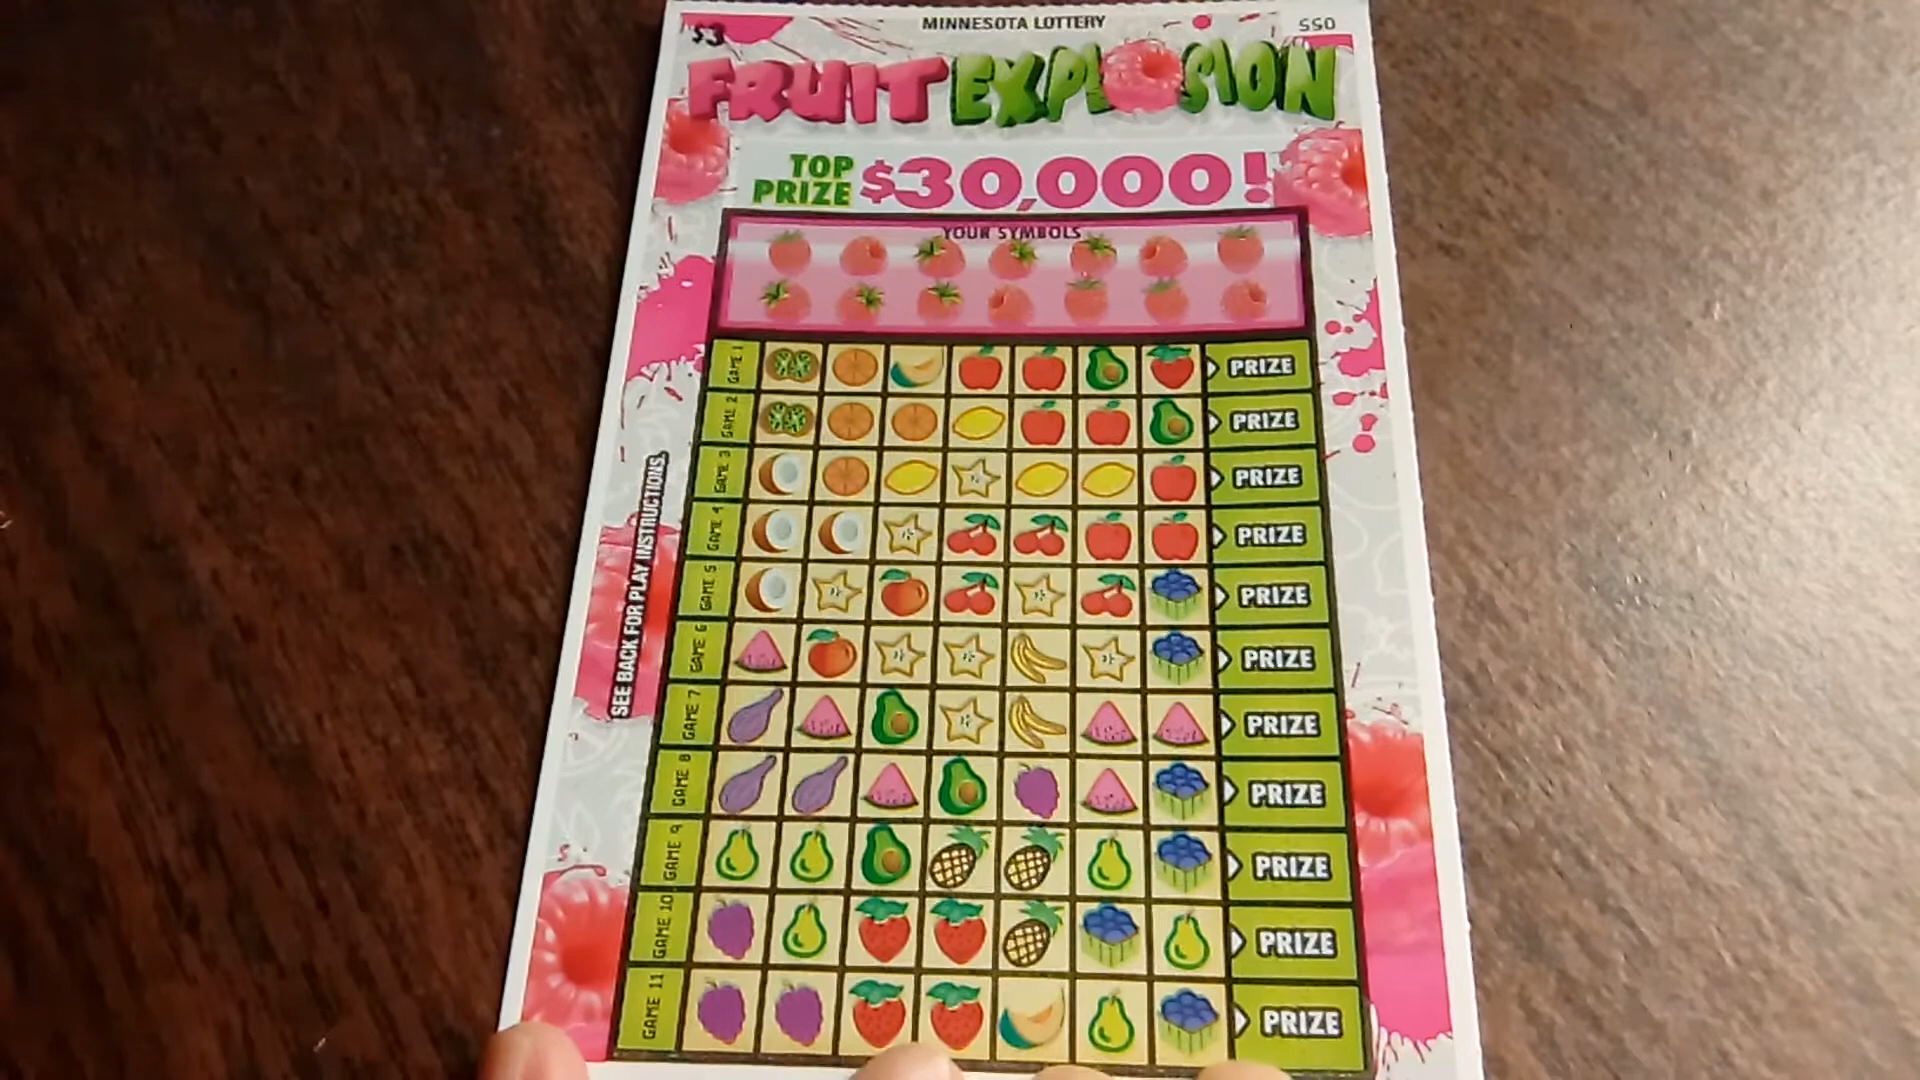 MINNESOTA LOTTERY
550
$3
FRUIT EXPLOSION
TOP PRIZE $30,000!
YOUR SYMBOLS
GAME 1 PRIZE
GAME 2 PRIZE
GAME 3 PRIZE
GAME 4 PRIZE
GAME 5 PRIZE
GAME 6 PRIZE
GAME 7 PRIZE
GAME 8 PRIZE
GAME 9 PRIZE
GAME 10 PRIZE
GAME 11 PRIZE
SEE BACK FOR PLAY INSTRUCTIONS.